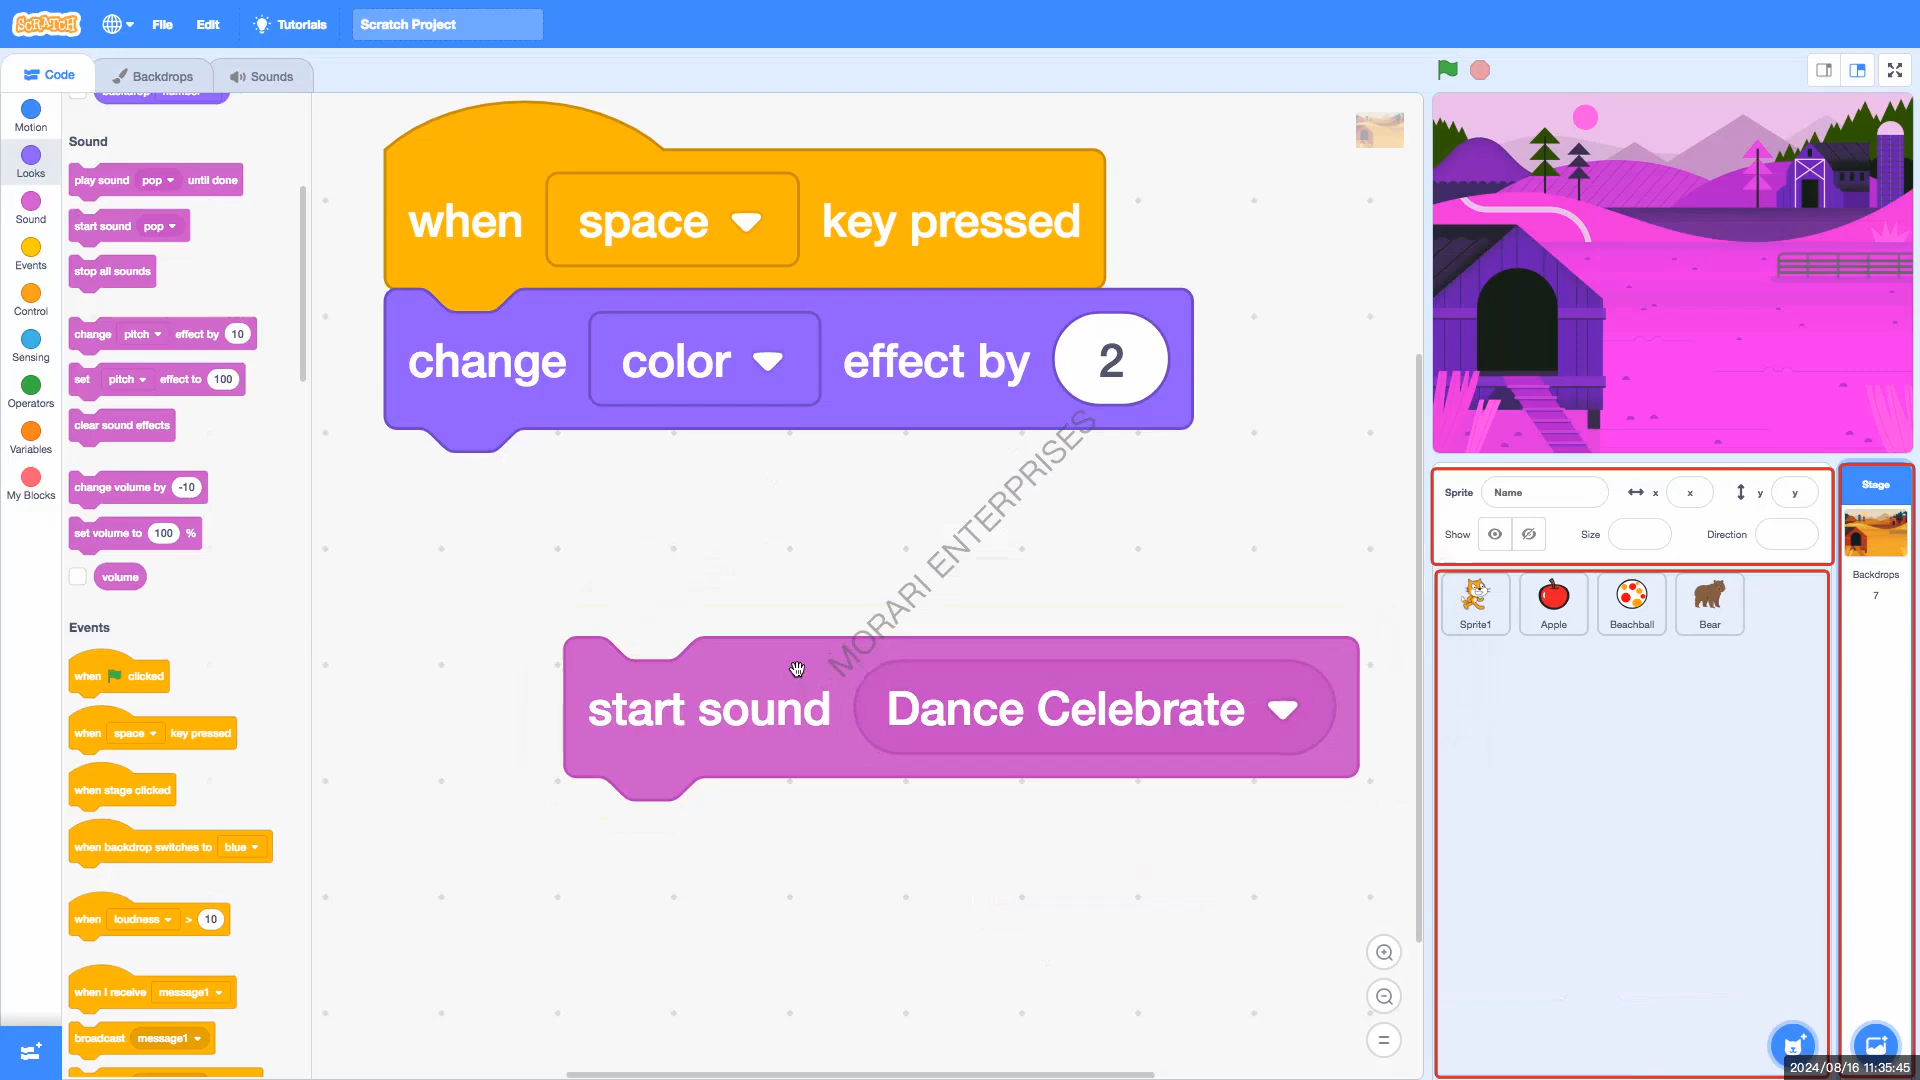 SCRATCH
File
Edit
Tutorials
Scratch Project
Code
Backdrops
Sounds
Motion
Looks
Sound
Events
Control
Sensing
Operators
Variables
My Blocks
backdrop number
Sound
play sound pop until done
start sound pop
stop all sounds
change pitch effect by 10
set pitch effect to 100
clear sound effects
change volume by -10
set volume to 100 %
volume
Events
when clicked
when space key pressed
when stage clicked
when backdrop switches to blue
when loudness > 10
when I receive message1
broadcast message1
when space key pressed
change color effect by 2
MORARI ENTERPRISES
start sound Dance Celebrate
Sprite Name x x y y
Show Size Direction
Sprite1
Apple
Beachball
Bear
Stage
Backdrops
7
2024/08/16 11:35:45